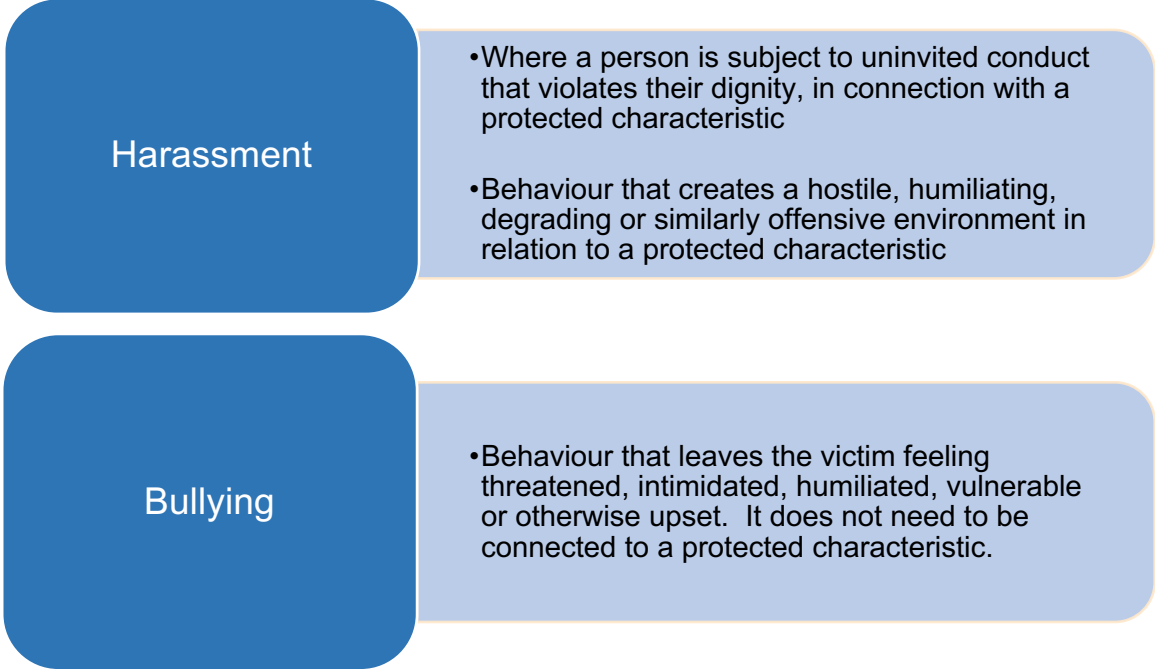 Harassment
•Where a person is subject to uninvited conduct
that violates their dignity, in connection with a
protected characteristic
•Behaviour that creates a hostile, humiliating,
degrading or similarly offensive environment in
relation to a protected characteristic
Bullying
•Behaviour that leaves the victim feeling
threatened, intimidated, humiliated, vulnerable
or otherwise upset.  It does not need to be
connected to a protected characteristic.